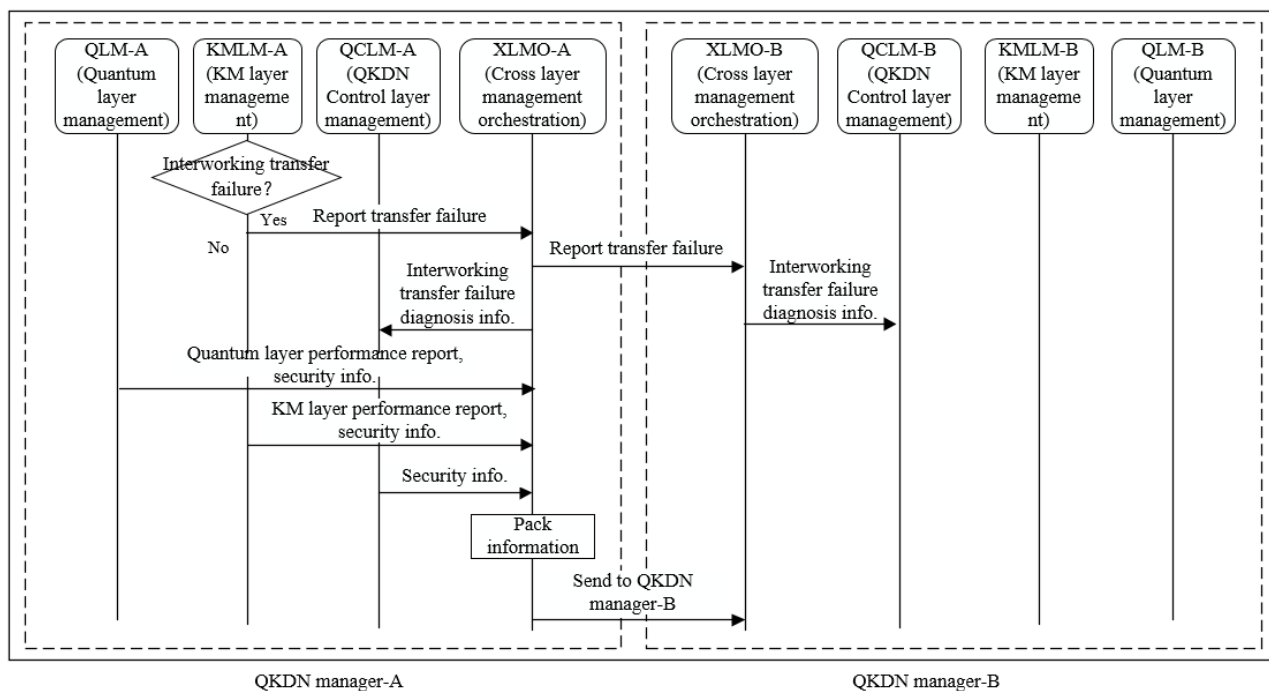 QLM-A
(Quantum
layer
management)
KMLM-A
(KM layer
manageme
nt)
QCLM-A
(QKDN
Control layer
management)
XLMO-A
(Cross layer
management
orchestration)
XLMO-B
(Cross layer
management
orchestration)
QCLM-B
(QKDN
Control layer
management)
KMLM-B
(KM layer
manageme
nt)
QLM-B
(Quantum
layer
management)
Interworking transfer
failure?
Yes
Report transfer failure
No
Report transfer failure
Interworking
transfer failure
diagnosis info.
Interworking
transfer failure
diagnosis info.
Quantum layer performance report,
security info.
KM layer performance report,
security info.
Security info.
Pack
information
Send to QKDN
manager-B
QKDN manager-A
QKDN manager-B